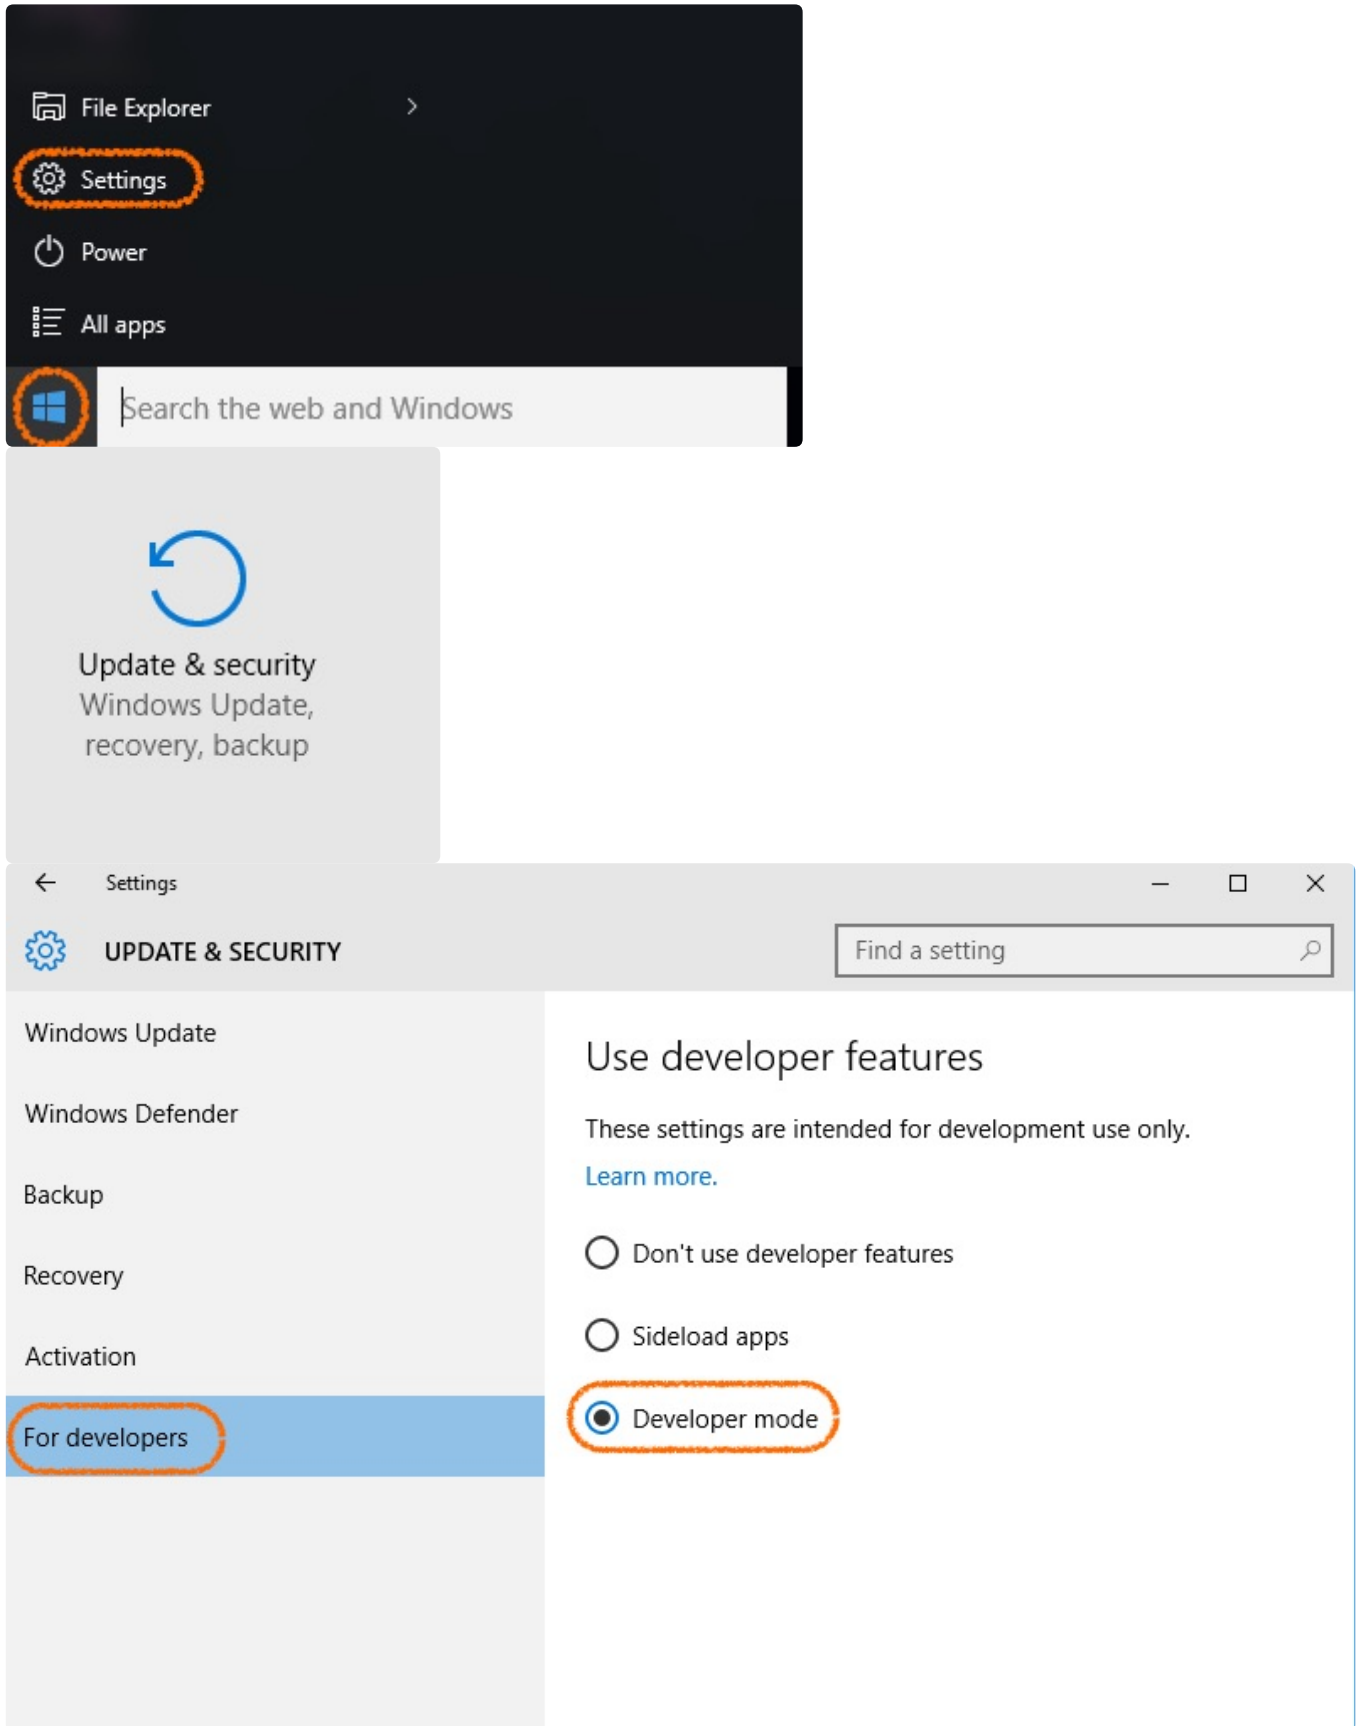 File Explorer
Settings
Power
All apps
Search the web and Windows
Update & security
Windows Update,
recovery, backup
Settings
UPDATE & SECURITY
Find a setting
Windows Update
Windows Defender
Backup
Recovery
Activation
For developers
Use developer features
These settings are intended for development use only.
Learn more.
Don't use developer features
Sideload apps
Developer mode